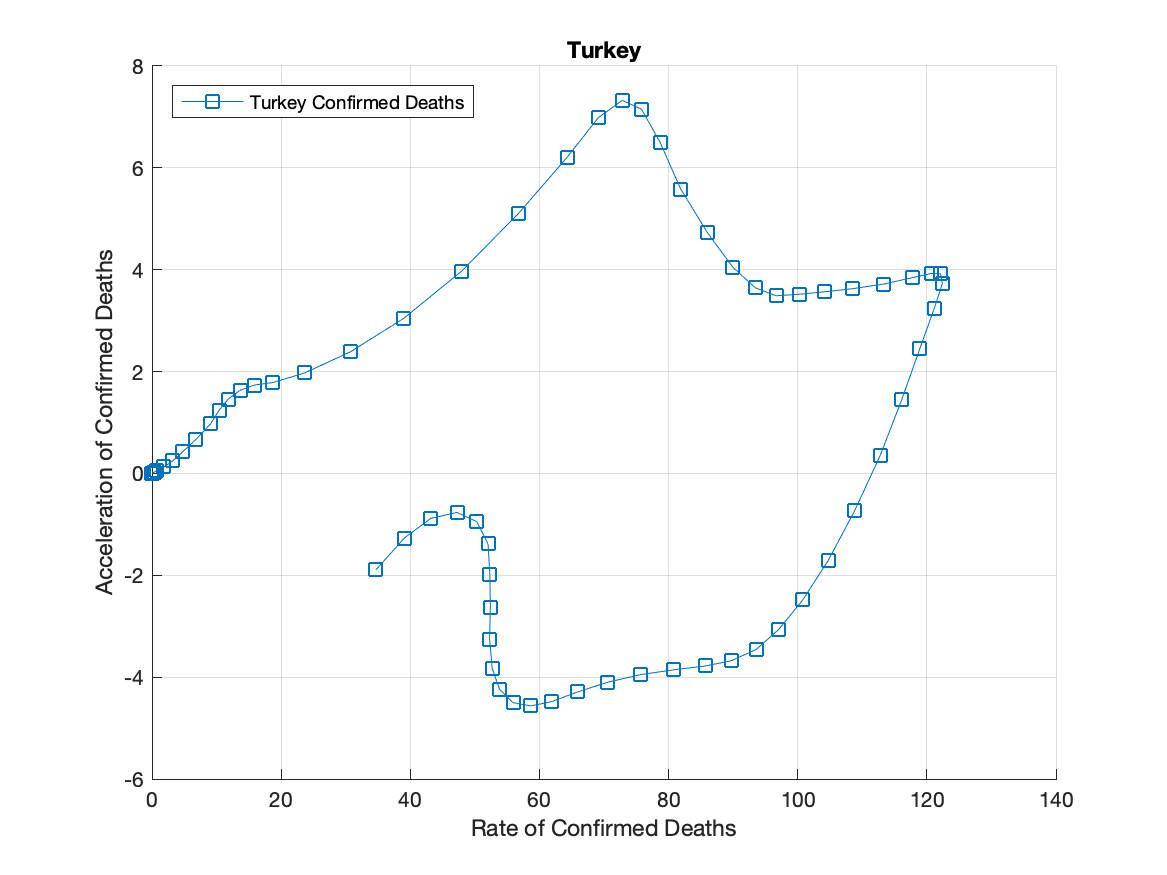 Turkey
Turkey Confirmed Deaths
8
6
4
2
0
-2
-4
-6
Acceleration of Confirmed Deaths
0 20 40 60 80 100 120 140
Rate of Confirmed Deaths